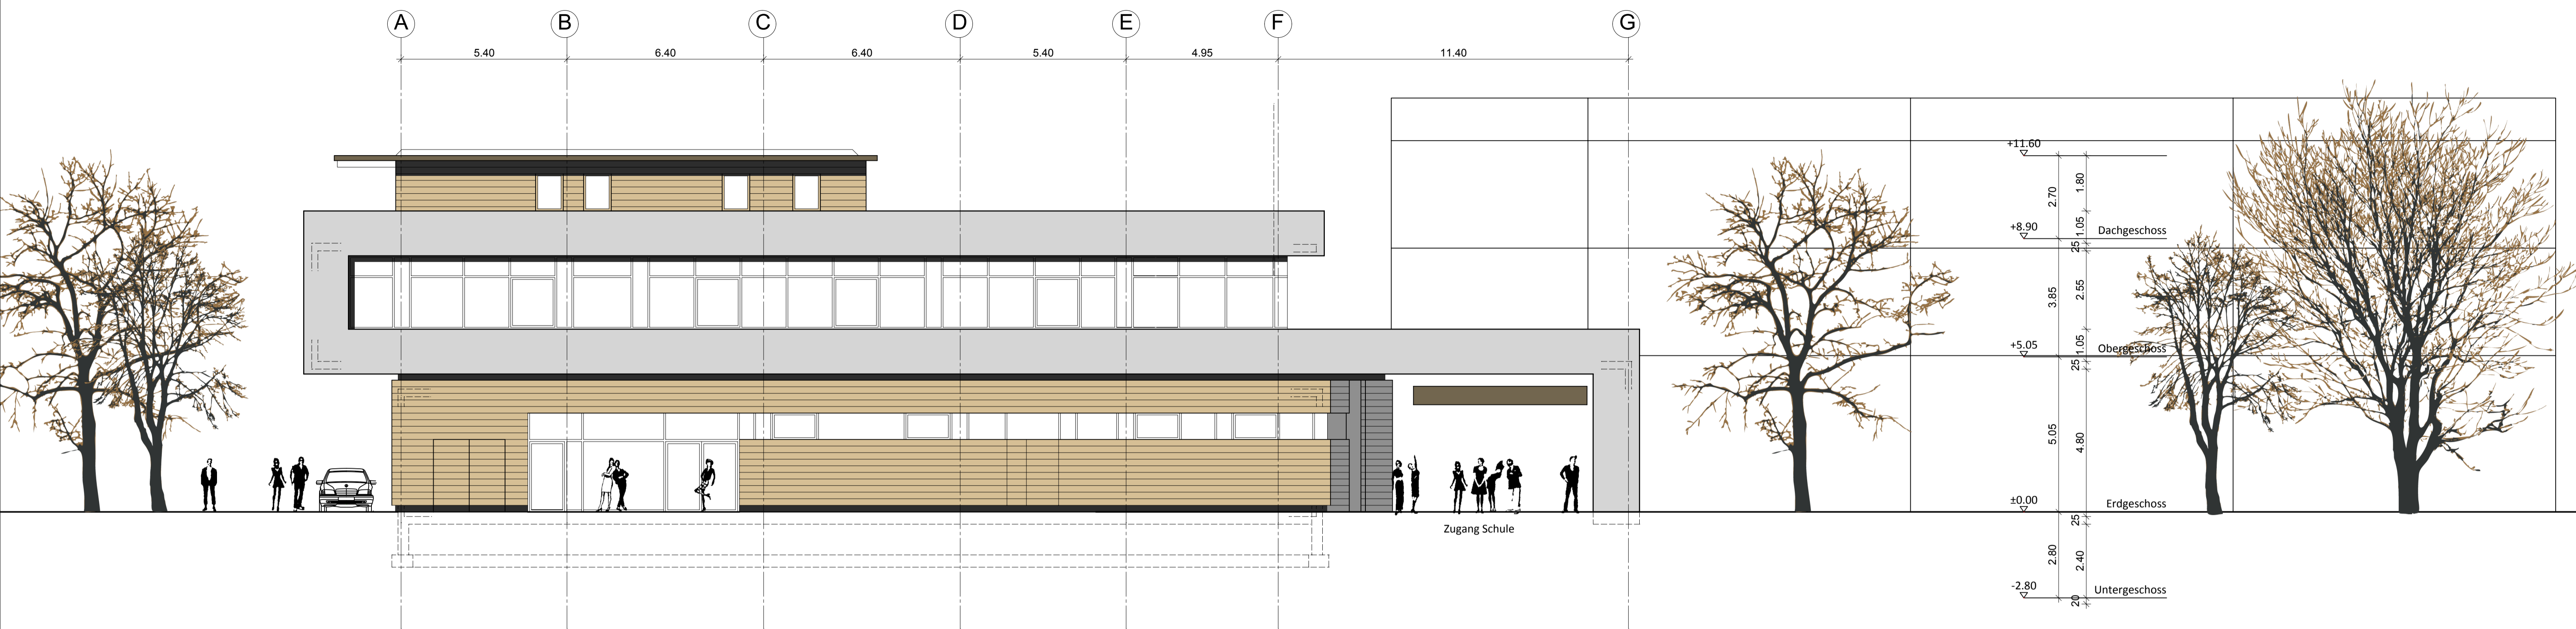 A B C D E F G
5.40 6.40 6.40 5.40 4.95 11.40
+11.60
2.70
1.80
+8.90
Dachgeschoss
1.05
25
3.85
2.55
+5.05
Obergeschoss
1.05
25
5.05
4.80
±0.00
Erdgeschoss
Zugang Schule
25
2.80
2.40
-2.80
Untergeschoss
20